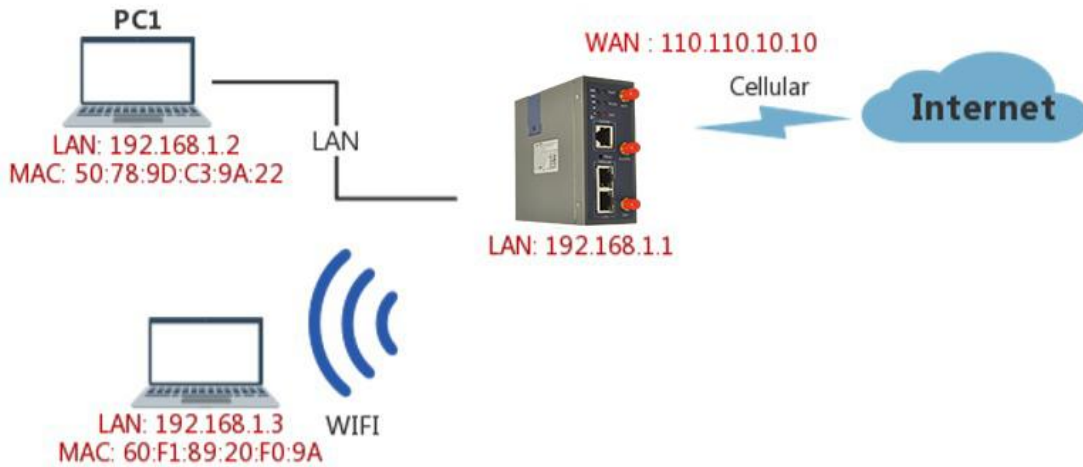 PC1
LAN: 192.168.1.2
MAC: 50:78:9D:C3:9A:22
LAN
WAN : 110.110.10.10
Cellular
Internet
LAN: 192.168.1.1
LAN: 192.168.1.3
MAC: 60:F1:89:20:F0:9A
WIFI